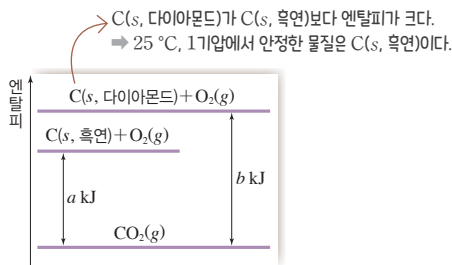 C(s, 다이아몬드)가 C(s, 흑연)보다 엔탈피가 크다.
➡ 25 °C, 1기압에서 안정한 물질은 C(s, 흑연)이다.
엔탈피
C(s, 다이아몬드)+O₂(g)
C(s, 흑연)+O₂(g)
b kJ
a kJ
CO₂(g)